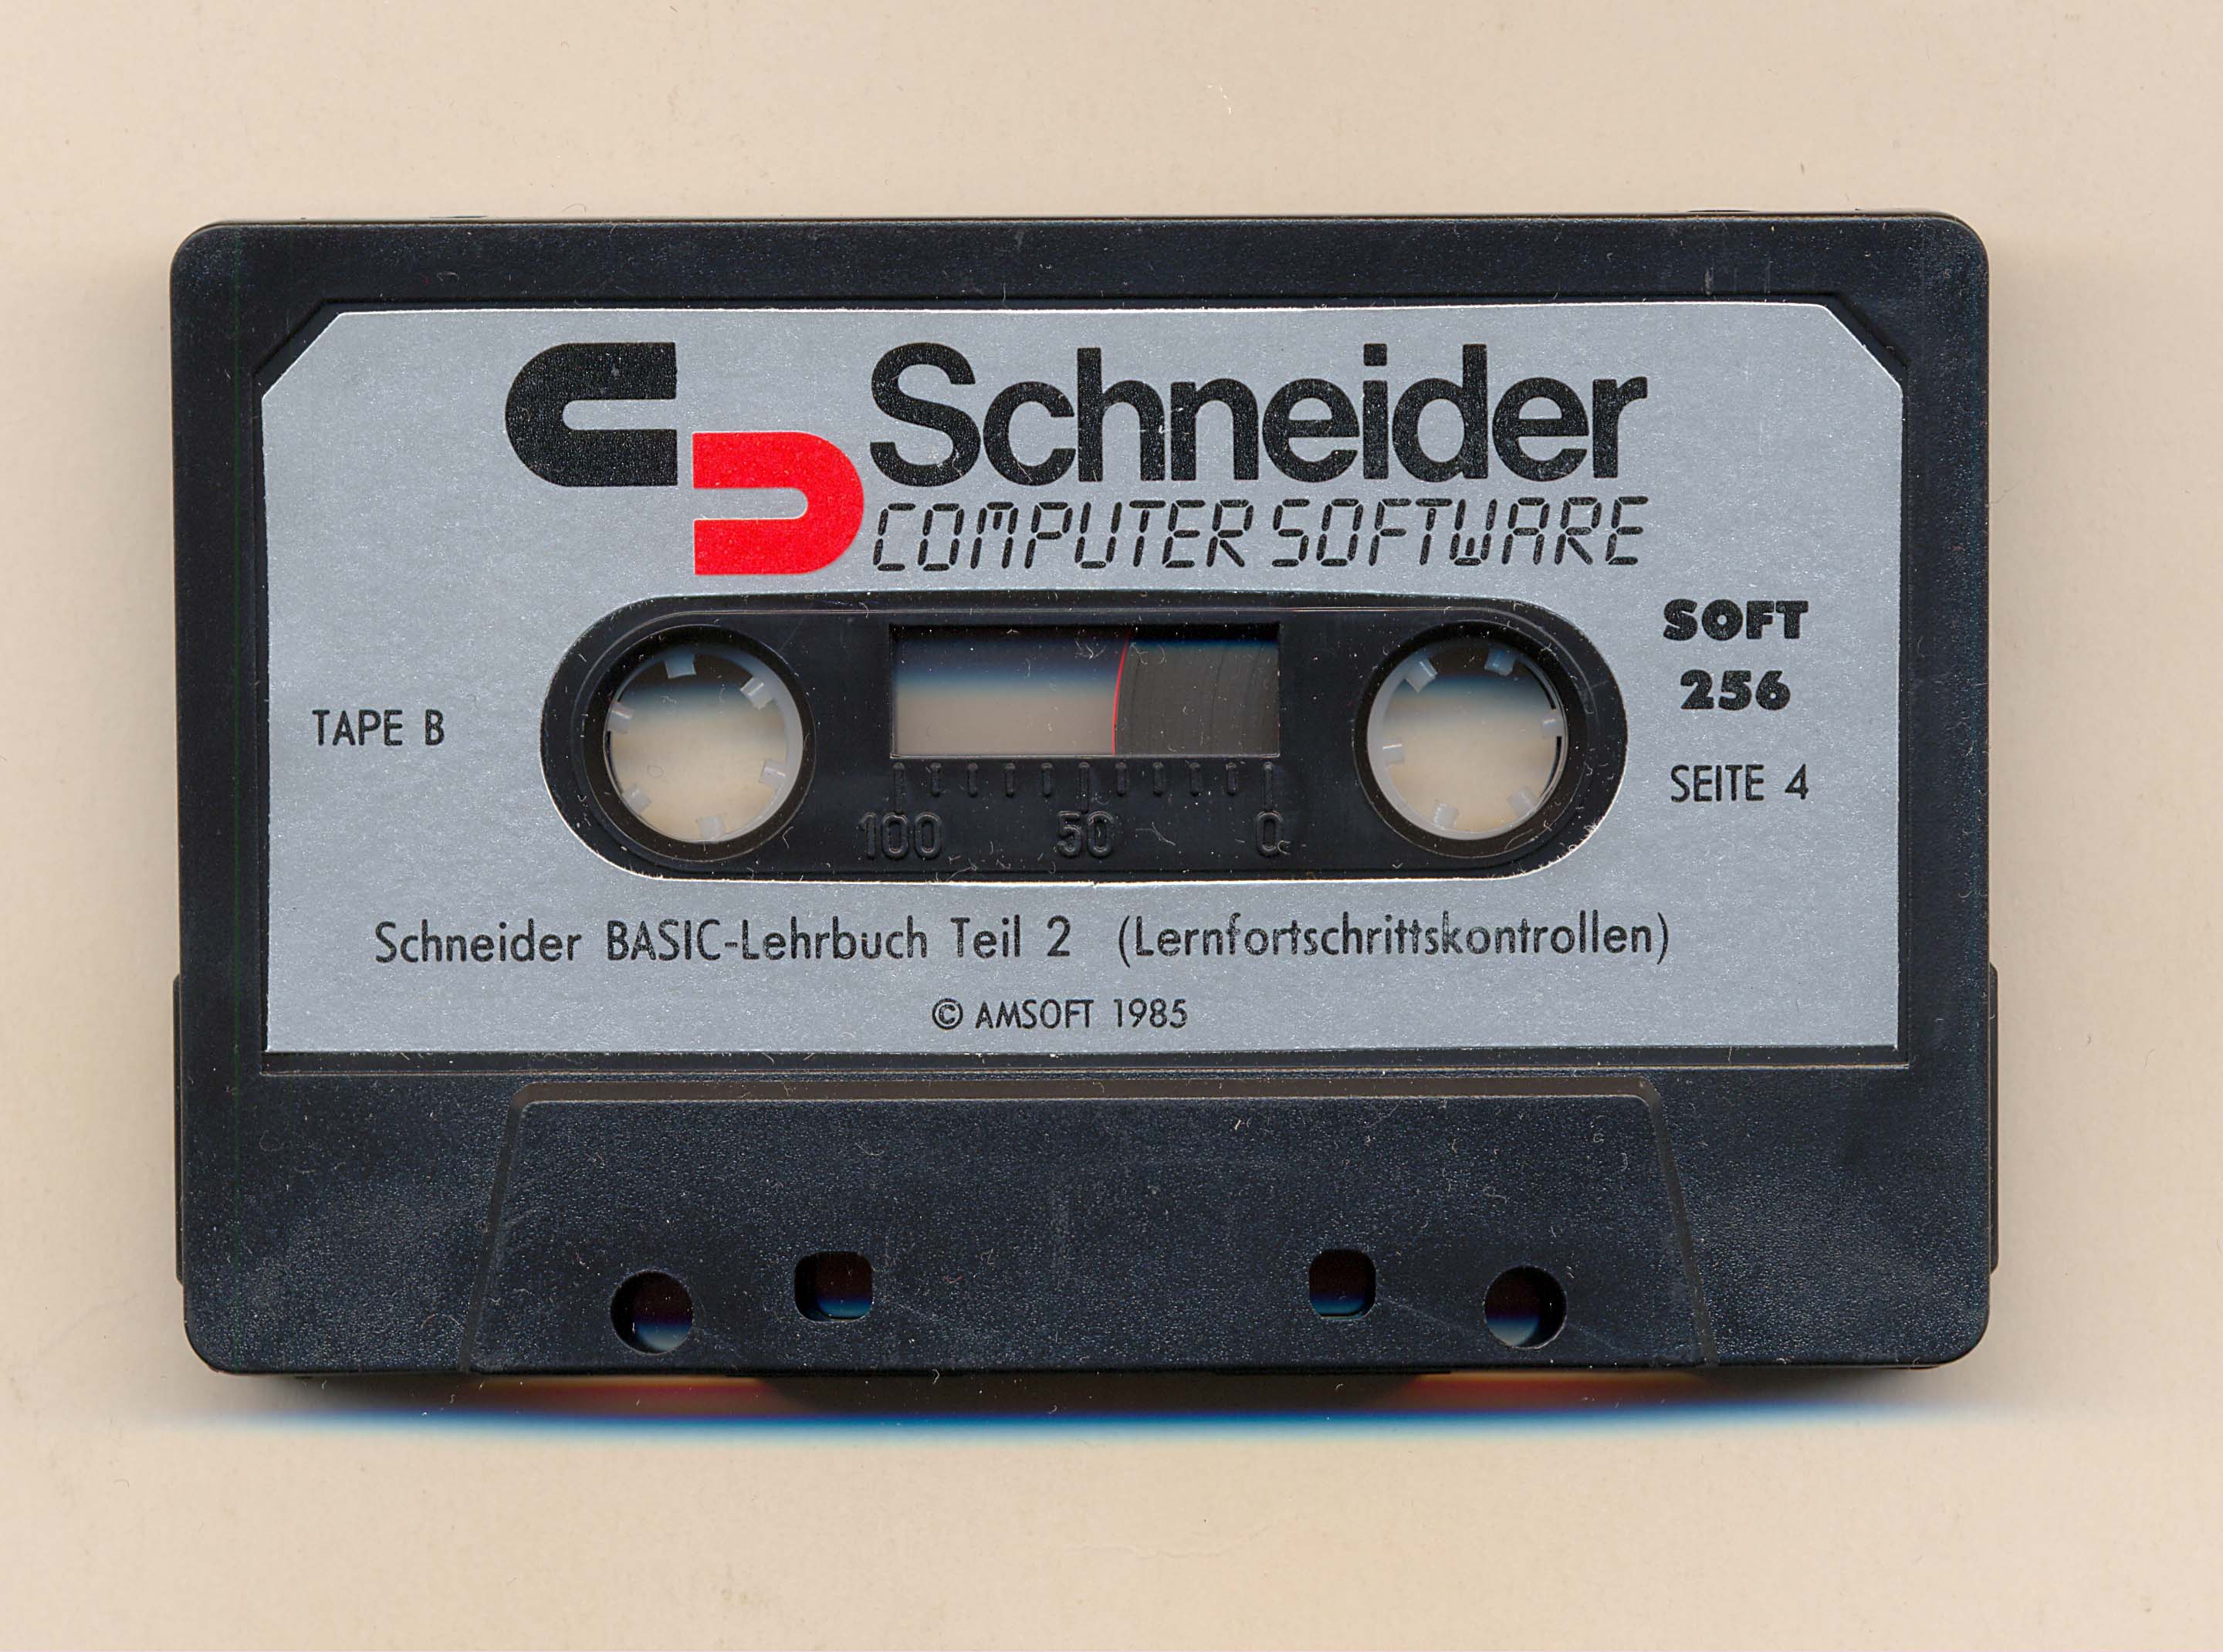 Schneider
COMPUTER SOFTWARE
SOFT
256
TAPE B
SEITE 4
100 50 0
Schneider BASIC-Lehrbuch Teil 2 (Lernfortschrittskontrollen)
© AMSOFT 1985